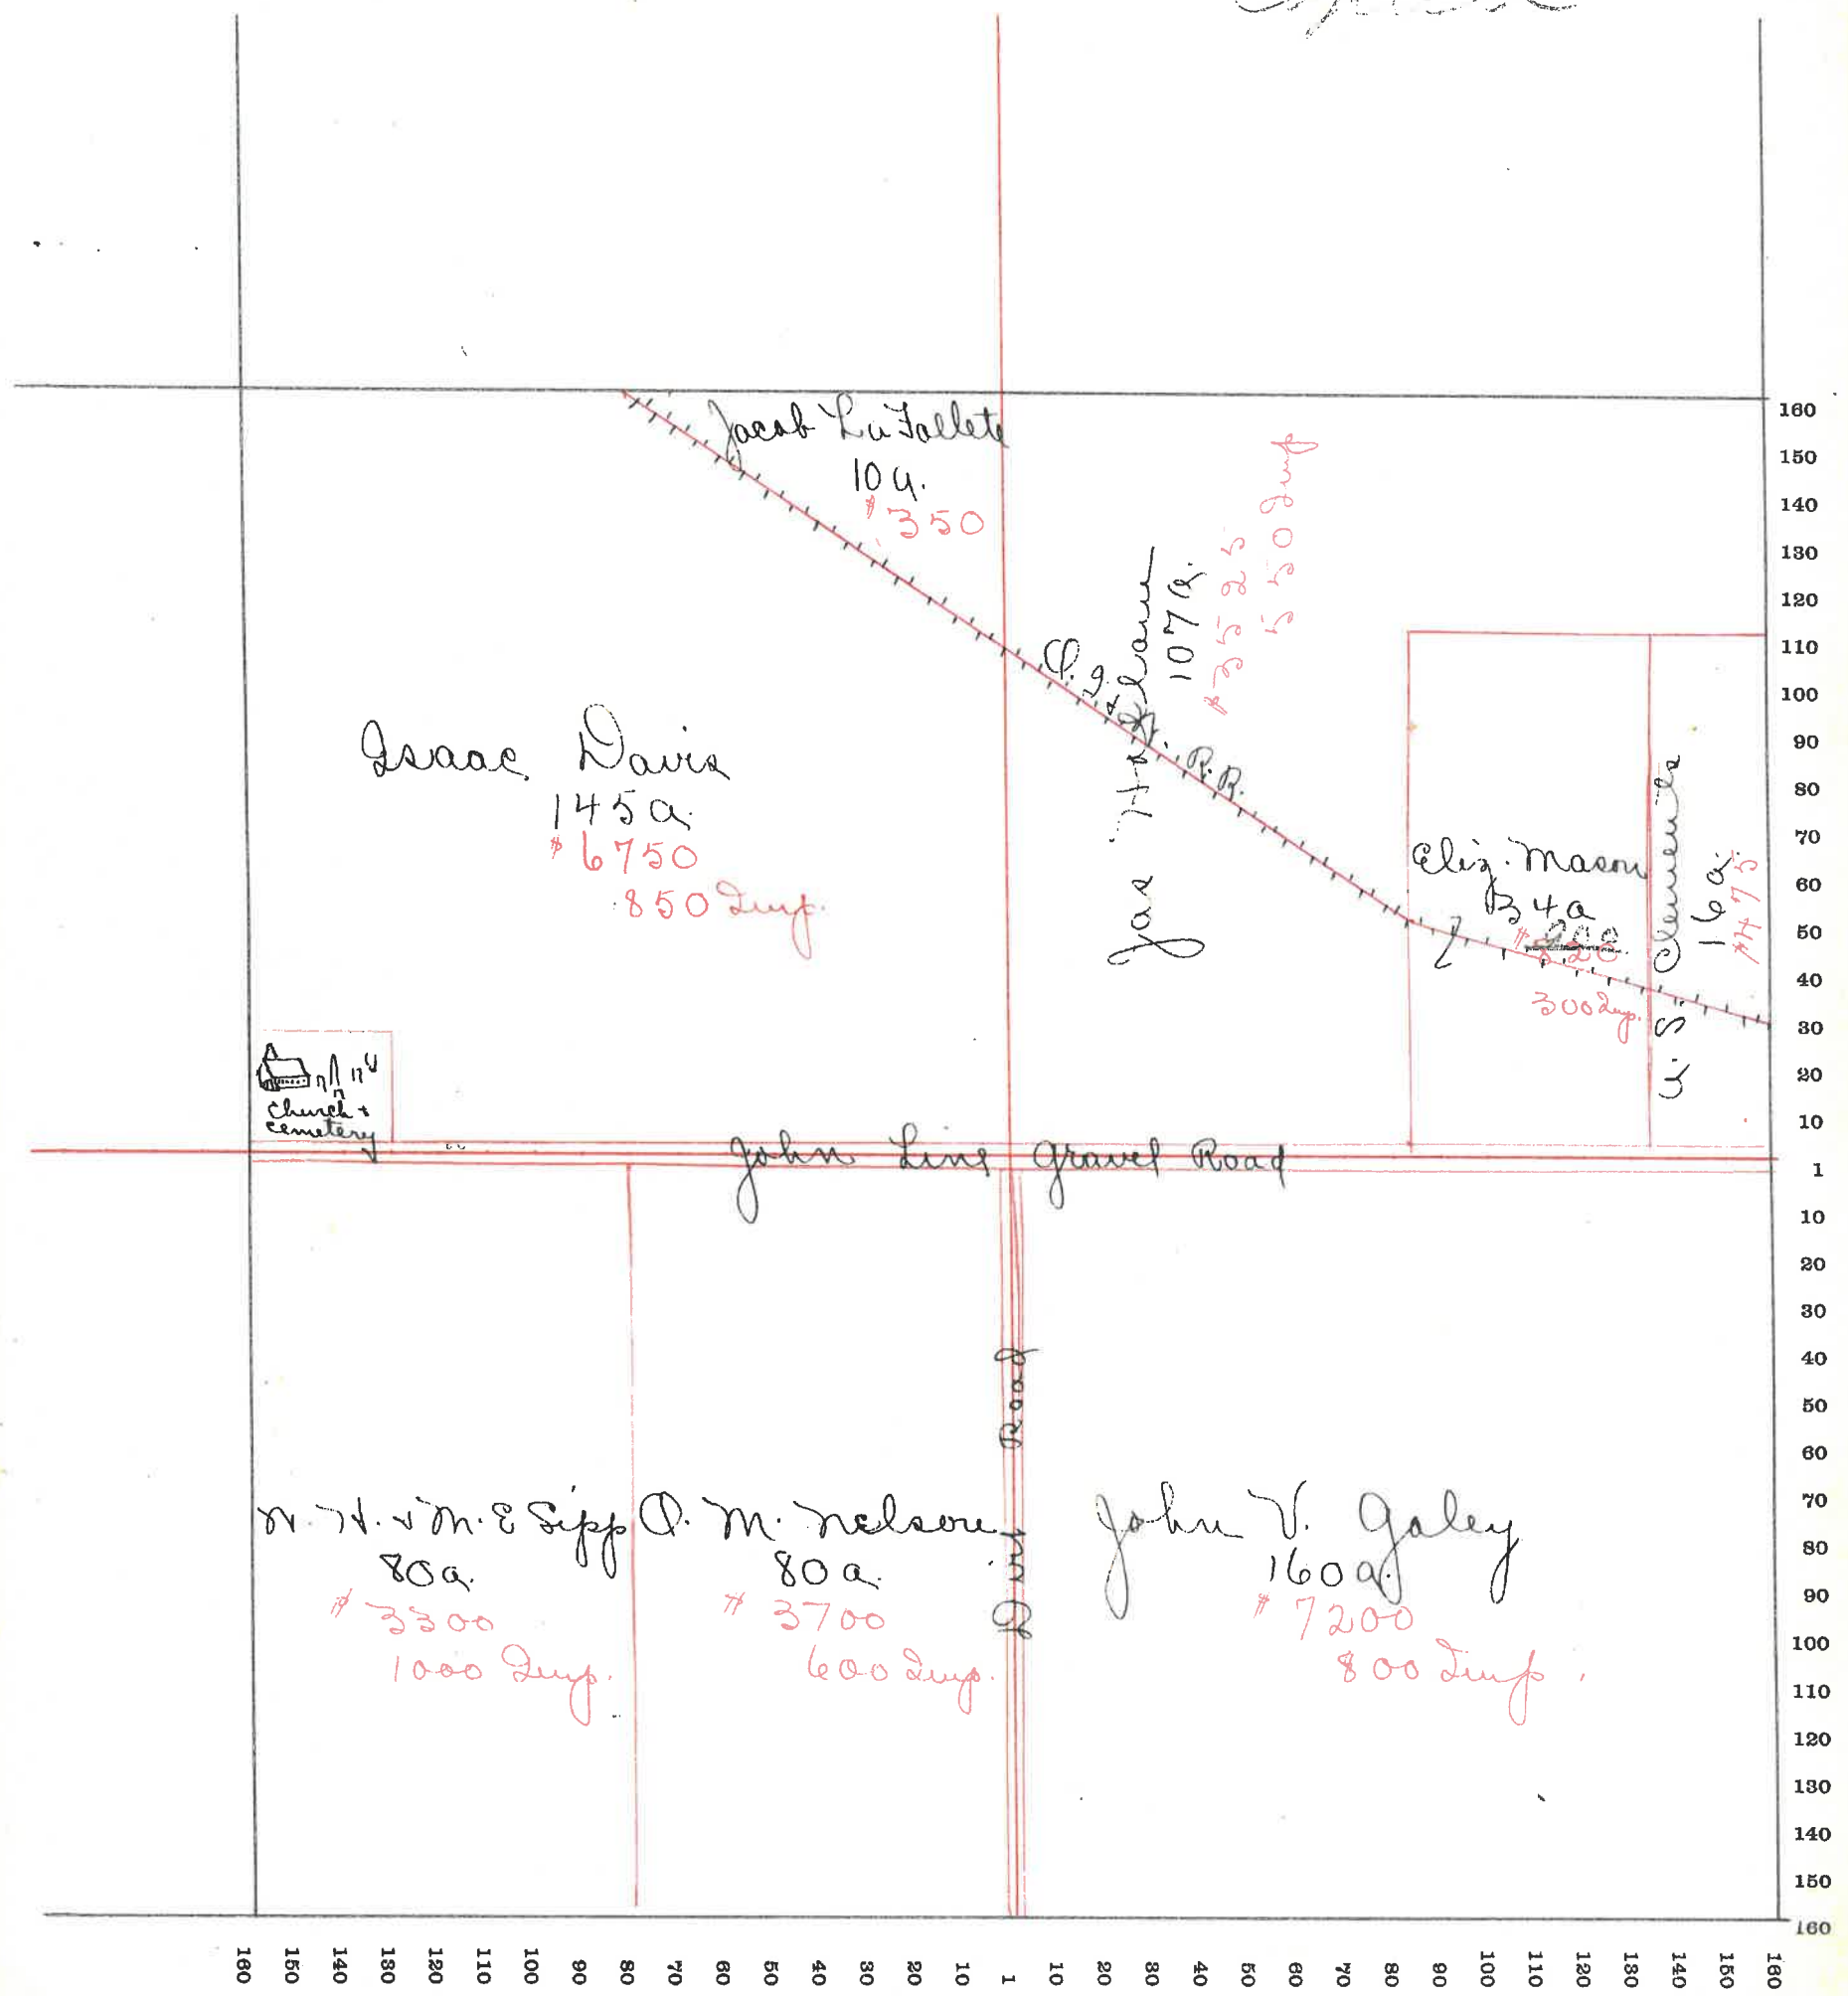 Jacob LaFallete
10 a.
$350
Jas H
107 a.
$3525
550 Imp
C. I. & R.R.
Isaac Davis
145 a.
$6750
850 Imp.
Eliz. Mason
34a
300 Imp.
W. S. Clements
16 a.
$475
church &
cemetery
John Line Gravel Road
Dirt Road
W. H. & M. E Sipp
80a.
$3300
1000 Imp.
O. M. Nelson
80 a.
$3700
600 Imp.
John V. Galey
160 a.
$7200
800 Imp.
160
150
140
130
120
110
100
90
80
70
60
50
40
30
20
10
1
10
20
30
40
50
60
70
80
90
100
110
120
130
140
150
160
160 150 140 130 120 110 100 90 80 70 60 50 40 30 20 10 1 10 20 30 40 50 60 70 80 90 100 110 120 130 140 150 160